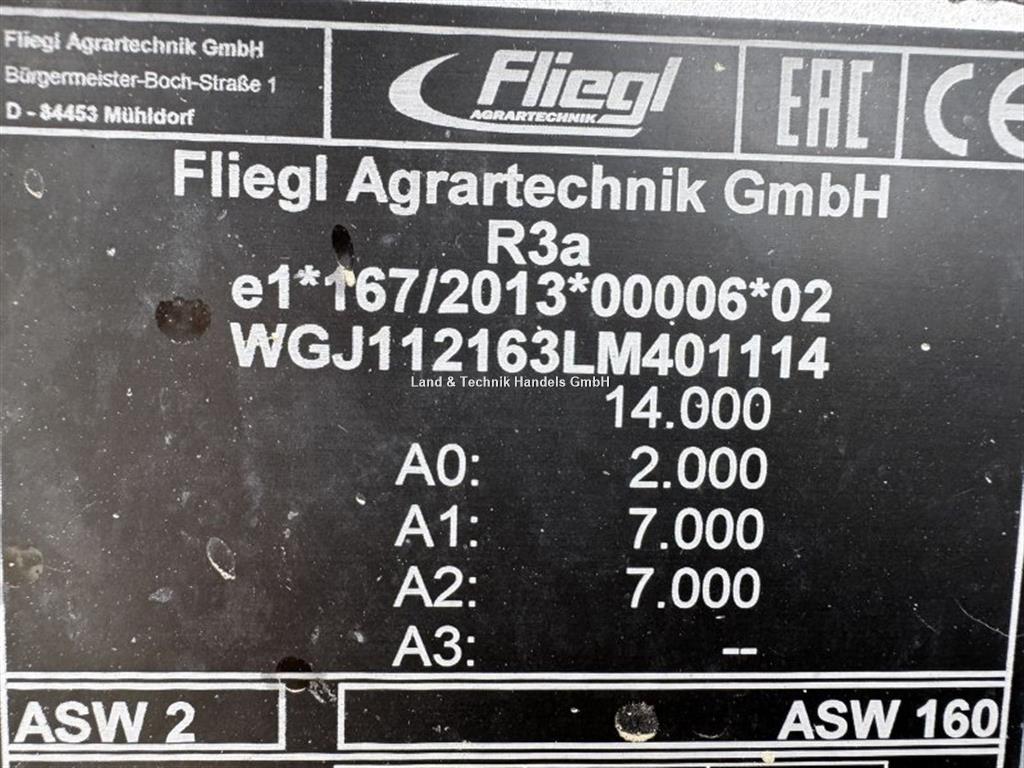 Fliegl Agrartechnik GmbH
Bürgermeister-Boch-Straße 1
D - 84453 Mühldorf
Fliegl
AGRARTECHNIK
EAC
CE
Fliegl Agrartechnik GmbH
R3a
e1*167/2013*00006*02
WGJ112163LM401114
Land & Technik Handels GmbH
14.000
A0: 2.000
A1: 7.000
A2: 7.000
A3: --
ASW 2 ASW 160